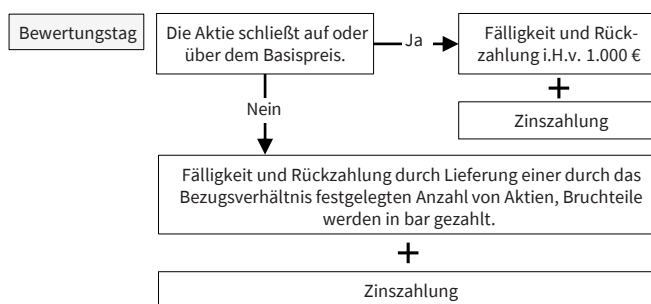 Bewertungstag
Die Aktie schließt auf oder
über dem Basispreis.
Ja
Fälligkeit und Rück-
zahlung i.H.v. 1.000 €
+
Zinszahlung
Nein
Fälligkeit und Rückzahlung durch Lieferung einer durch das
Bezugsverhältnis festgelegten Anzahl von Aktien, Bruchteile
werden in bar gezahlt.
+
Zinszahlung